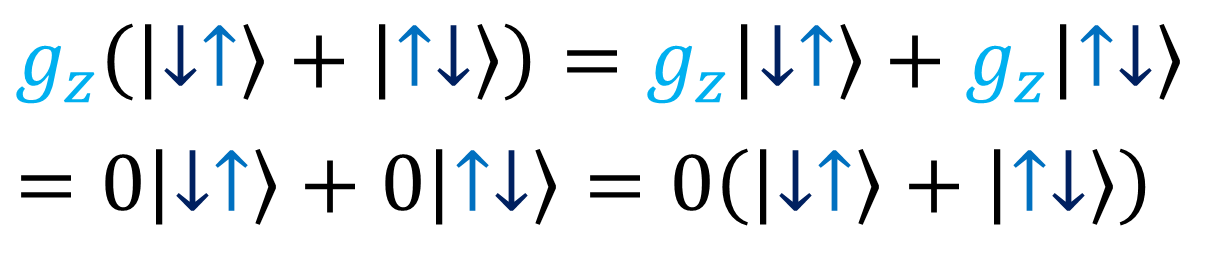 g_z(|↓↑⟩ + |↑↓⟩) = g_z|↓↑⟩ + g_z|↑↓⟩
= 0|↓↑⟩ + 0|↑↓⟩ = 0(|↓↑⟩ + |↑↓⟩)